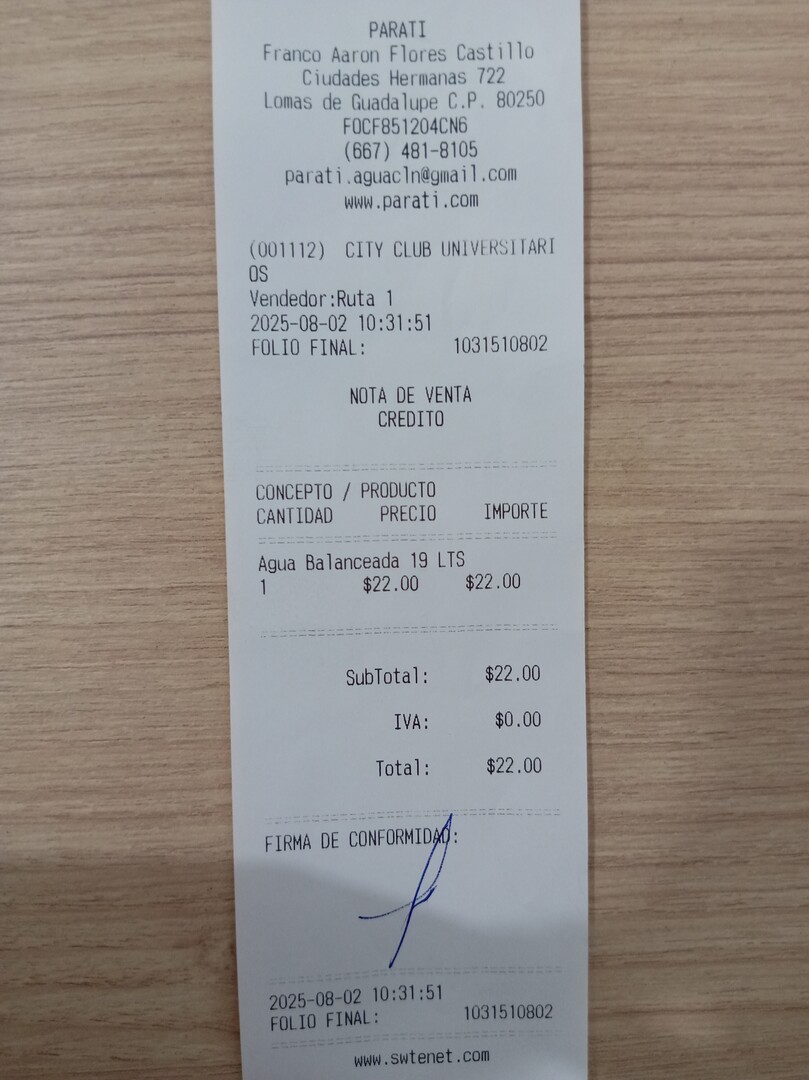 PARATI
Franco Aaron Flores Castillo
Ciudades Hermanas 722
Lomas de Guadalupe C.P. 80250
FOCF851204CN6
(667) 481-8105
parati.aguacln@gmail.com
www.parati.com
(001112) CITY CLUB UNIVERSITARI
OS
Vendedor:Ruta 1
2025-08-02 10:31:51
FOLIO FINAL: 1031510802
NOTA DE VENTA
CREDITO
CONCEPTO / PRODUCTO
CANTIDAD PRECIO IMPORTE
Agua Balanceada 19 LTS
1 $22.00 $22.00
SubTotal: $22.00
IVA: $0.00
Total: $22.00
FIRMA DE CONFORMIDAD:
2025-08-02 10:31:51
FOLIO FINAL: 1031510802
www.swtenet.com